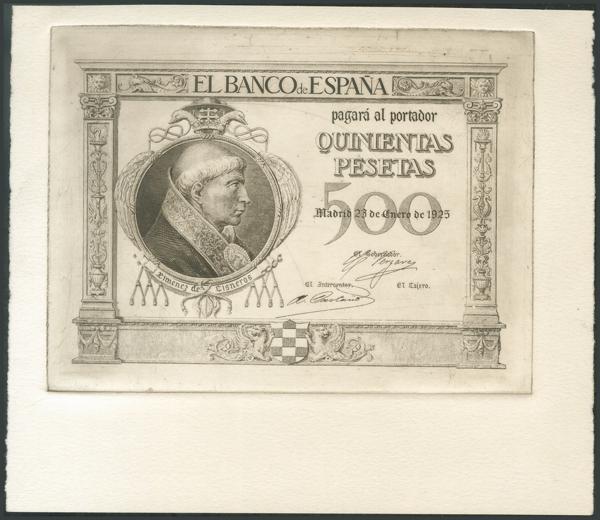 EL BANCO de ESPAÑA
pagará al portador
QUINIENTAS
PESETAS
500
Madrid 23 de Enero de 1925
El Gobernador.
El Interventor,
El Cajero.
Ximenez de Cisneros